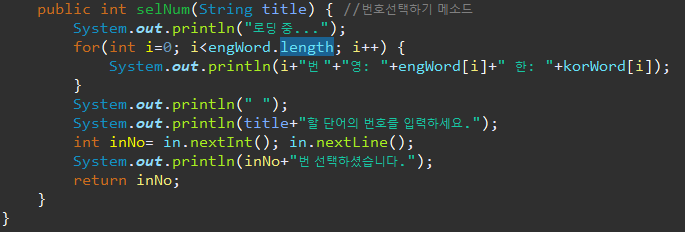 public int selNum(String title) { //번호선택하기 메소드
System.out.println("로딩 중...");
for(int i=0; i<engWord.length; i++) {
System.out.println(i+"번 "+"영: "+engWord[i]+" 한: "+korWord[i]);
}
System.out.println(" ");
System.out.println(title+"할 단어의 번호를 입력하세요.");
int inNo= in.nextInt(); in.nextLine();
System.out.println(inNo+"번 선택하셨습니다.");
return inNo;
}
}